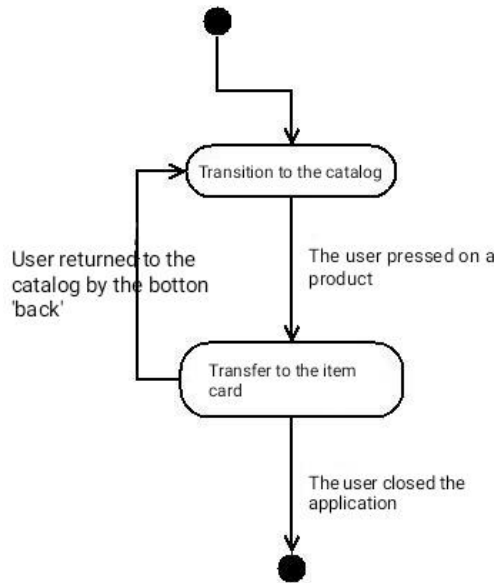 Transition to the catalog
User returned to the
catalog by the botton
'back'
The user pressed on a
product
Transfer to the item
card
The user closed the
application